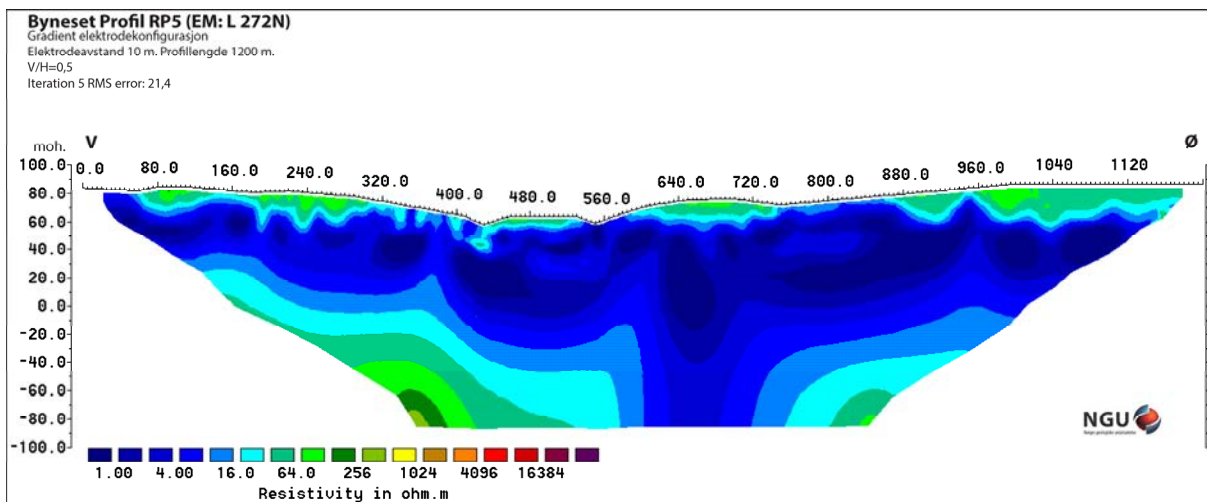 Byneset Profil RP5 (EM: L 272N)
Gradient elektrodekonfigurasjon
Elektrodeavstand 10 m. Profillengde 1200 m.
V/H=0,5
Iteration 5 RMS error: 21,4
moh. V Ø
100.0 0.0 80.0 160.0 240.0 320.0 400.0 480.0 560.0 640.0 720.0 800.0 880.0 960.0 1040 1120
80.0
60.0
40.0
20.0
0.0
-20.0
-40.0
-60.0
-80.0
-100.0
NGU
1.00 4.00 16.0 64.0 256 1024 4096 16384
Resistivity in ohm.m